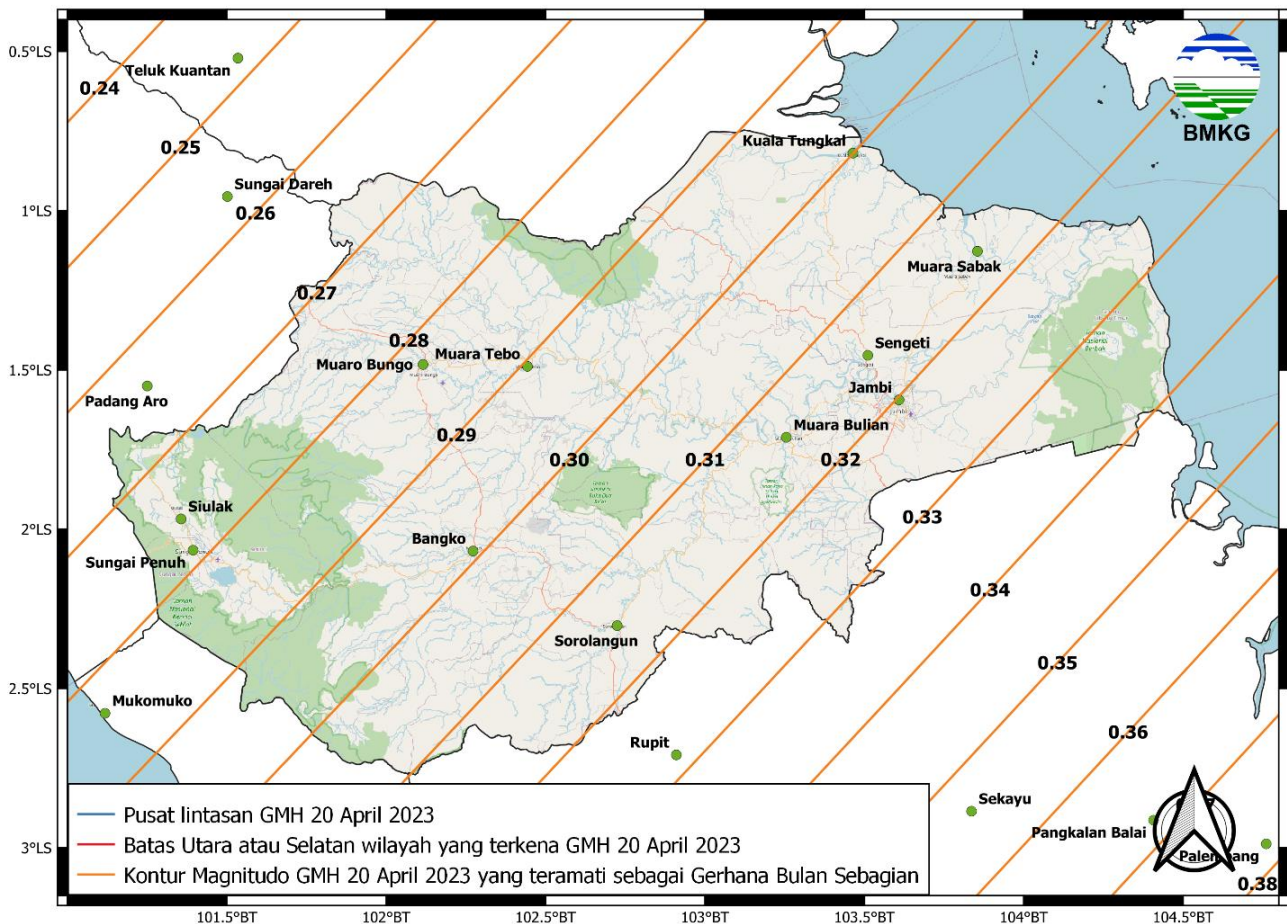 0.5°LS
Teluk Kuantan
0.24
BMKG
0.25
Kuala Tungkal
Sungai Dareh
0.26
1°LS
Muara Sabak
0.27
0.28
Muara Tebo
Sengeti
Muaro Bungo
1.5°LS
Jambi
Padang Aro
Muara Bulian
0.29
0.30
0.31
0.32
Siulak
0.33
2°LS
Bangko
Sungai Penuh
0.34
Sorolangun
0.35
2.5°LS
Mukomuko
0.36
Rupit
Pusat lintasan GMH 20 April 2023
Sekayu
Batas Utara atau Selatan wilayah yang terkena GMH 20 April 2023
Pangkalan Balai
3°LS
Kontur Magnitudo GMH 20 April 2023 yang teramati sebagai Gerhana Bulan Sebagian
0.38
101.5°BT
102°BT
102.5°BT
103°BT
103.5°BT
104°BT
104.5°BT